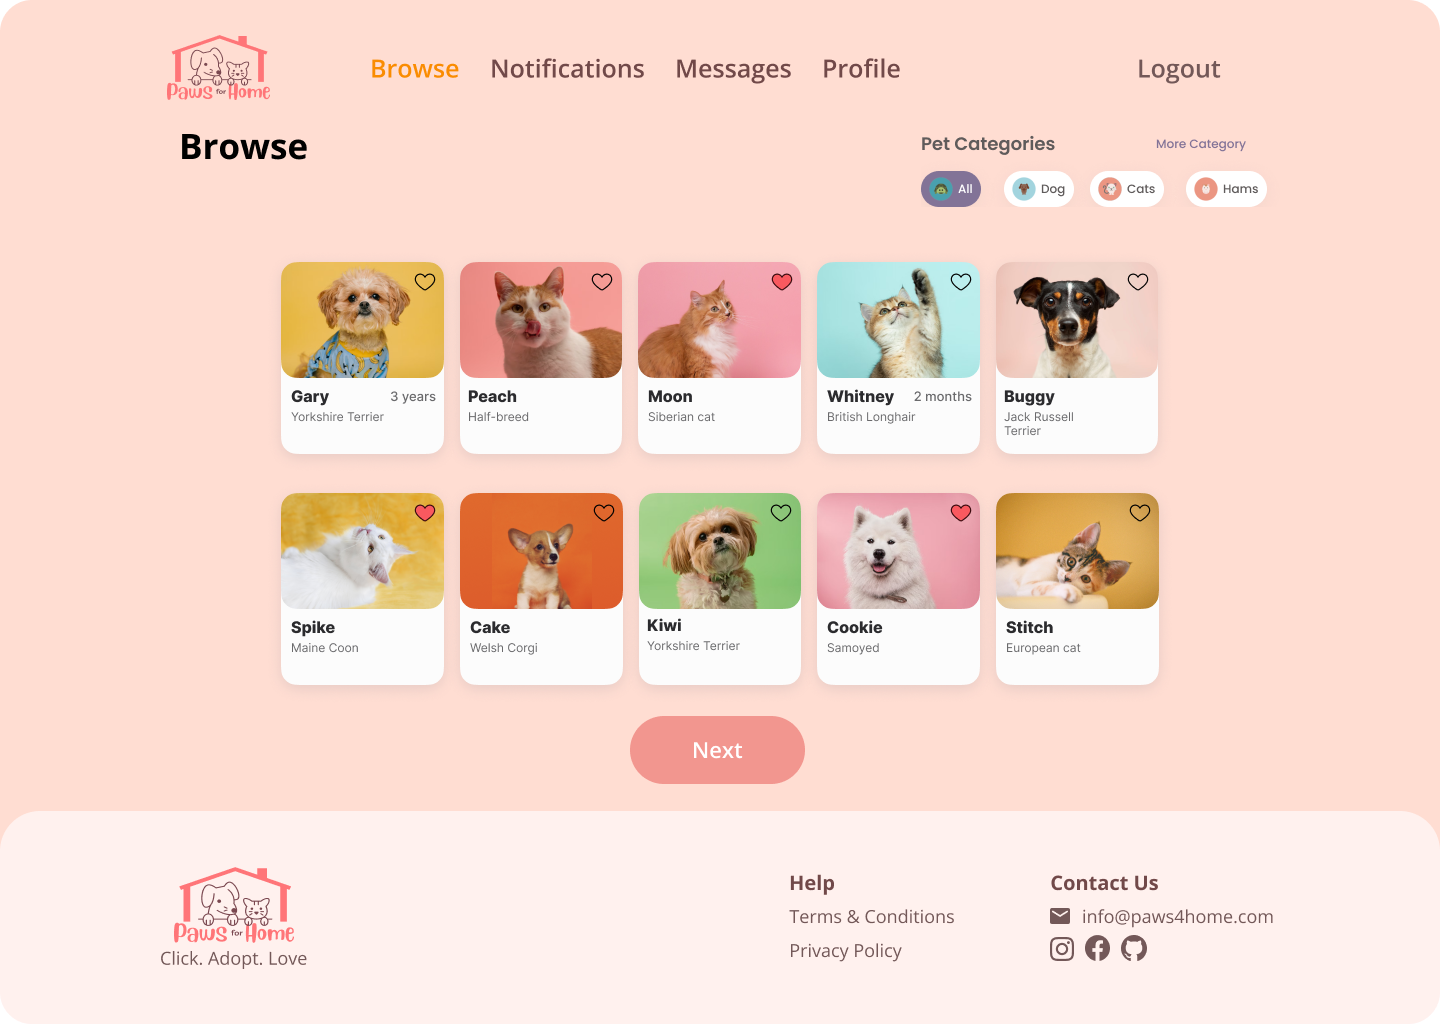 Paws for Home
Browse
Notifications
Messages
Profile
Logout
Browse
Pet Categories
More Category
All
Dog
Cats
Hams
Gary
3 years
Yorkshire Terrier
Peach
Half-breed
Moon
Siberian cat
Whitney
2 months
British Longhair
Buggy
Jack Russell
Terrier
Spike
Maine Coon
Cake
Welsh Corgi
Kiwi
Yorkshire Terrier
Cookie
Samoyed
Stitch
European cat
Next
Paws for Home
Click. Adopt. Love
Help
Terms & Conditions
Privacy Policy
Contact Us
info@paws4home.com